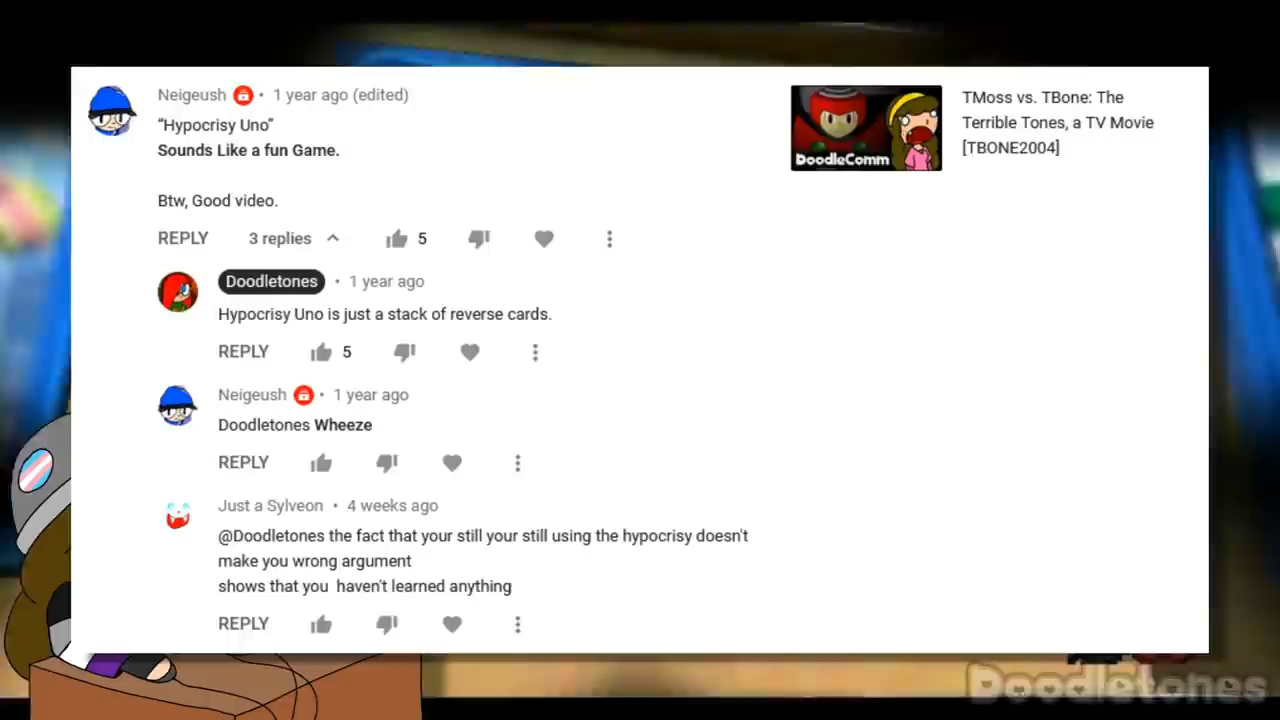 Neigeush • 1 year ago (edited)
“Hypocrisy Uno”
Sounds Like a fun Game.
Btw, Good video.
REPLY 3 replies 5
Doodletones • 1 year ago
Hypocrisy Uno is just a stack of reverse cards.
REPLY 5
Neigeush • 1 year ago
Doodletones Wheeze
REPLY
Just a Sylveon • 4 weeks ago
@Doodletones the fact that your still your still using the hypocrisy doesn't
make you wrong argument
shows that you  haven't learned anything
REPLY
DoodleComm
TMoss vs. TBone: The
Terrible Tones, a TV Movie
[TBONE2004]
Doodletones